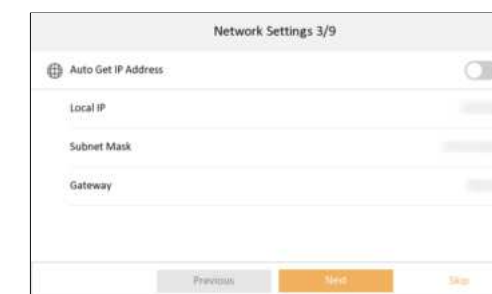 Network Settings 3/9
Auto Get IP Address
Local IP
Subnet Mask
Gateway
Previous Next Skip